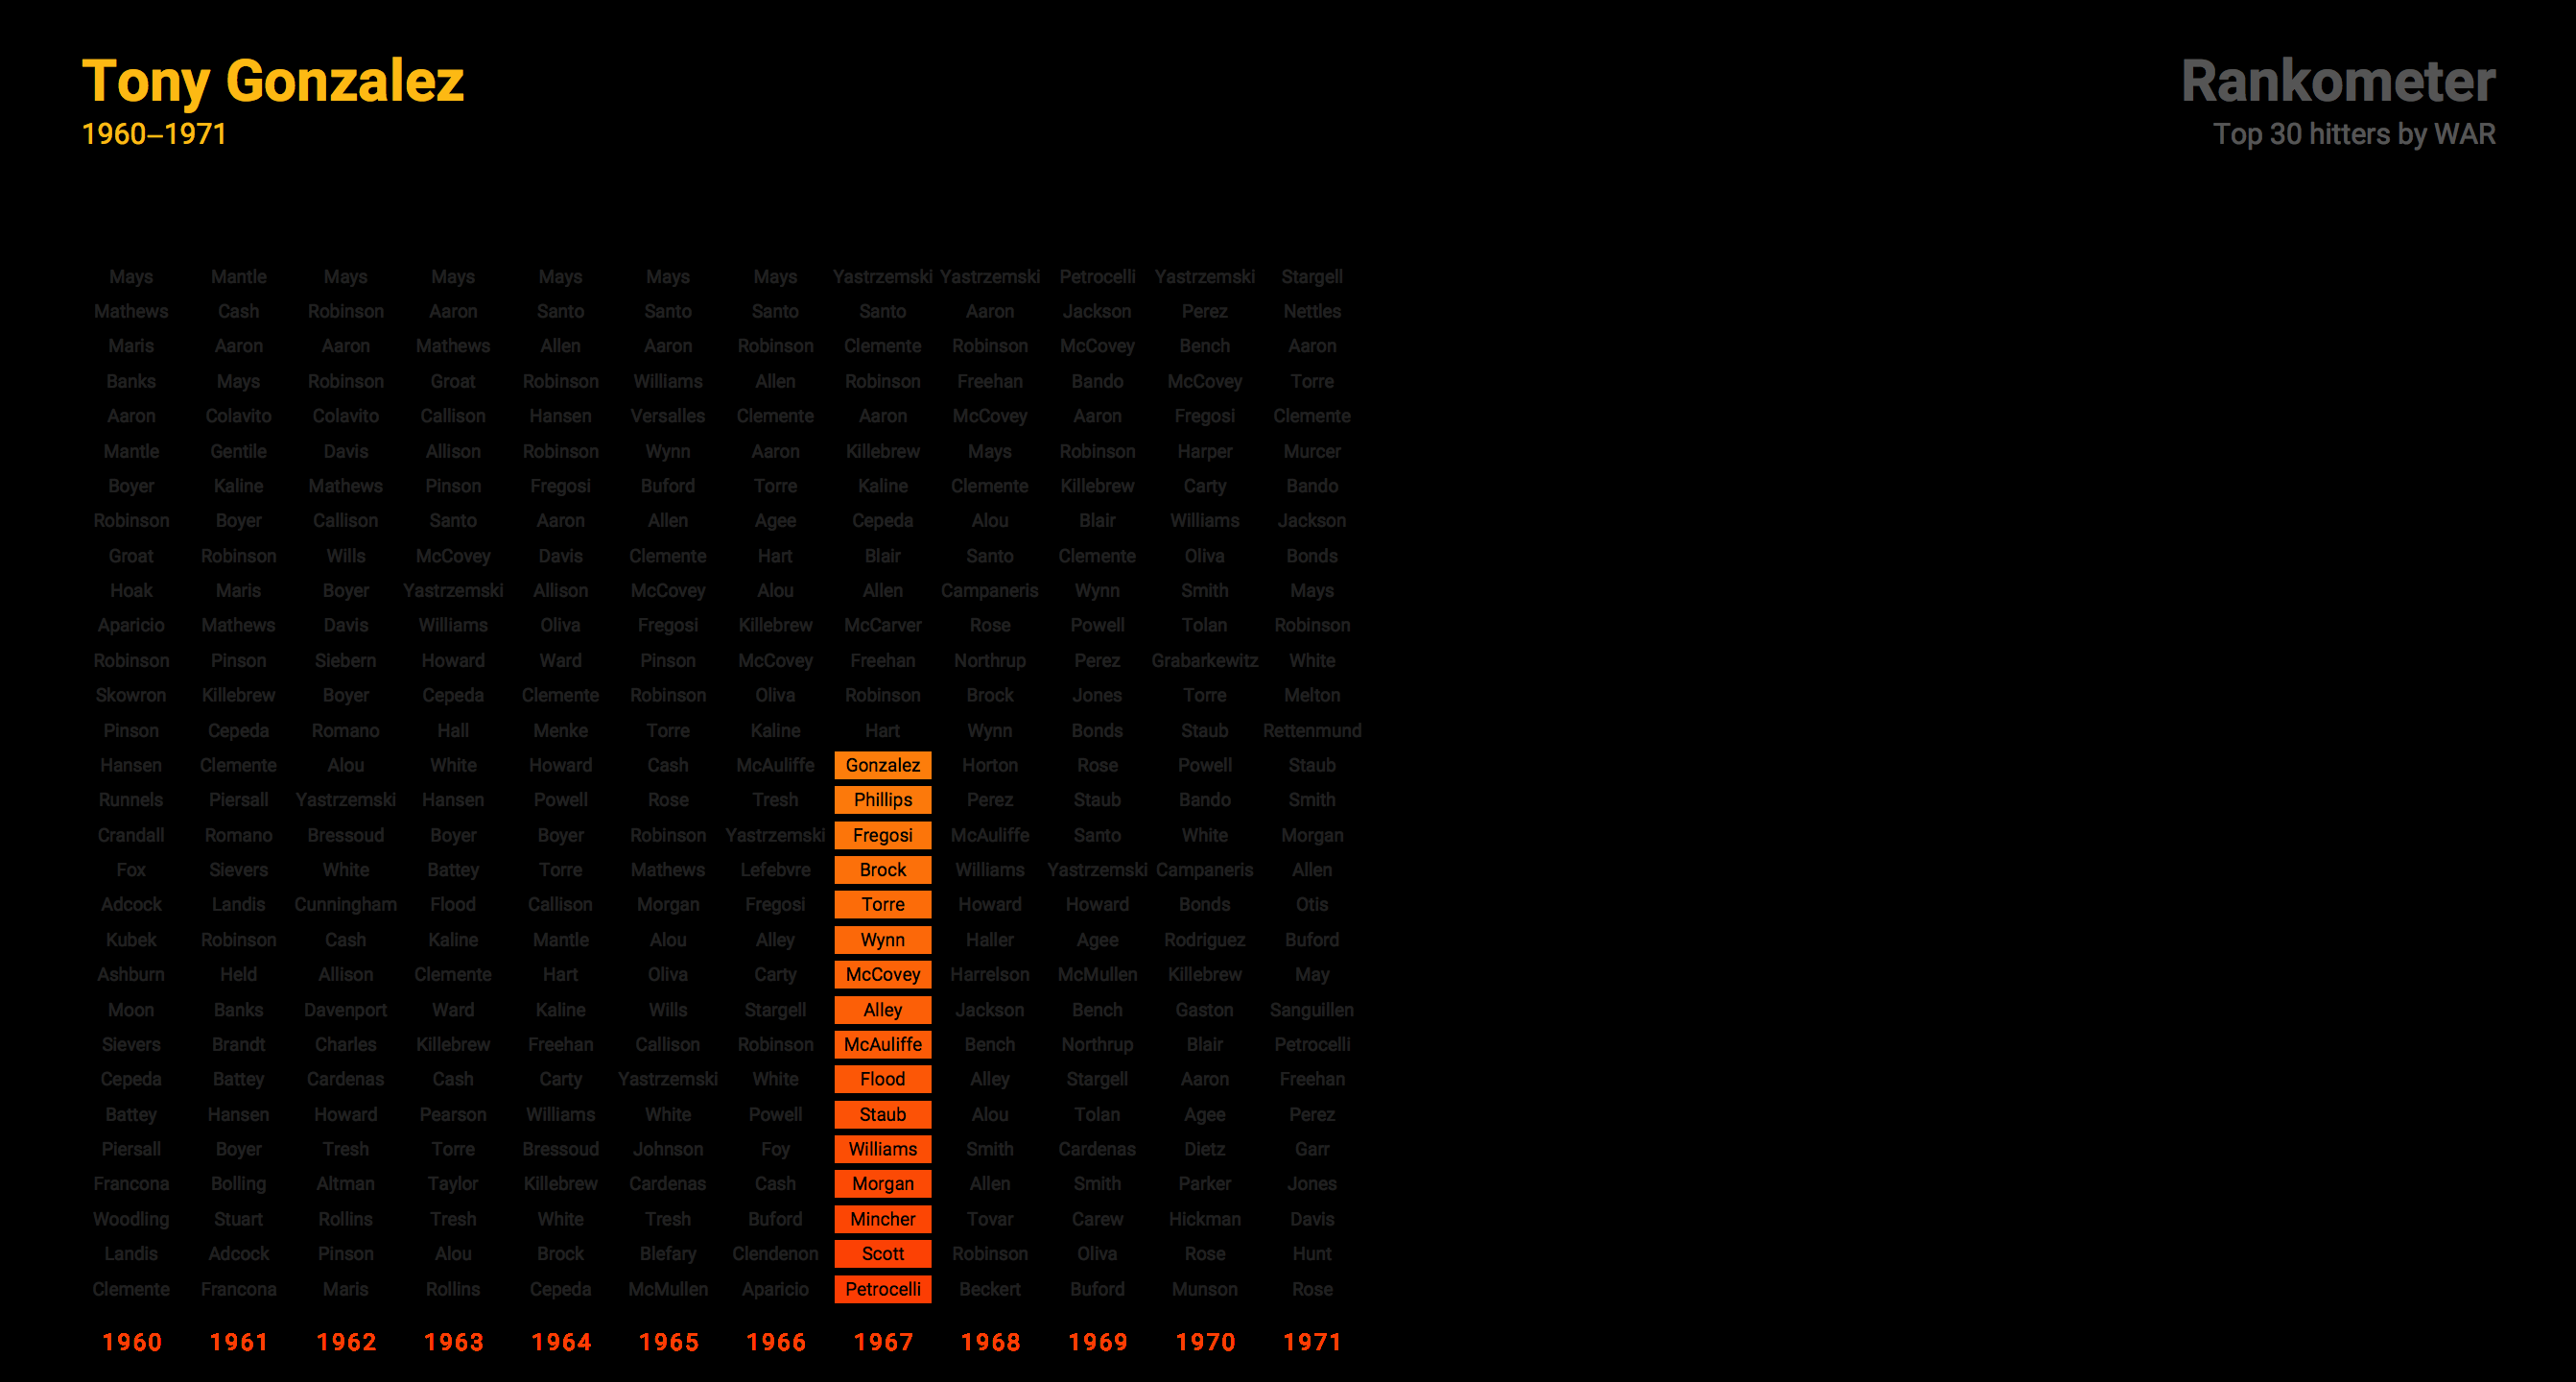 Tony Gonzalez
1960–1971
Rankometer
Top 30 hitters by WAR
Mays Mantle Mays Mays Mays Mays Mays Yastrzemski Yastrzemski Petrocelli Yastrzemski Stargell
Mathews Cash Robinson Aaron Santo Santo Santo Santo Aaron Jackson Perez Nettles
Maris Aaron Aaron Mathews Allen Aaron Robinson Clemente Robinson McCovey Bench Aaron
Banks Mays Robinson Groat Robinson Williams Allen Robinson Freehan Bando McCovey Torre
Aaron Colavito Colavito Callison Hansen Versalles Clemente Aaron McCovey Aaron Fregosi Clemente
Mantle Gentile Davis Allison Robinson Wynn Aaron Killebrew Mays Robinson Harper Murcer
Boyer Kaline Mathews Pinson Fregosi Buford Torre Kaline Clemente Killebrew Carty Bando
Robinson Boyer Callison Santo Aaron Allen Agee Cepeda Alou Blair Williams Jackson
Groat Robinson Wills McCovey Davis Clemente Hart Blair Santo Clemente Oliva Bonds
Hoak Maris Boyer Yastrzemski Allison McCovey Alou Allen Campaneris Wynn Smith Mays
Aparicio Mathews Davis Williams Oliva Fregosi Killebrew McCarver Rose Powell Tolan Robinson
Robinson Pinson Siebern Howard Ward Pinson McCovey Freehan Northrup Perez Grabarkewitz White
Skowron Killebrew Boyer Cepeda Clemente Robinson Oliva Robinson Brock Jones Torre Melton
Pinson Cepeda Romano Hall Menke Torre Kaline Hart Wynn Bonds Staub Rettenmund
Hansen Clemente Alou White Howard Cash McAuliffe Gonzalez Horton Rose Powell Staub
Runnels Piersall Yastrzemski Hansen Powell Rose Tresh Phillips Perez Staub Bando Smith
Crandall Romano Bressoud Boyer Boyer Robinson Yastrzemski Fregosi McAuliffe Santo White Morgan
Fox Sievers White Battey Torre Mathews Lefebvre Brock Williams Yastrzemski Campaneris Allen
Adcock Landis Cunningham Flood Callison Morgan Fregosi Torre Howard Howard Bonds Otis
Kubek Robinson Cash Kaline Mantle Alou Alley Wynn Haller Agee Rodriguez Buford
Ashburn Held Allison Clemente Hart Oliva Carty McCovey Harrelson McMullen Killebrew May
Moon Banks Davenport Ward Kaline Wills Stargell Alley Jackson Bench Gaston Sanguillen
Sievers Brandt Charles Killebrew Freehan Callison Robinson McAuliffe Bench Northrup Blair Petrocelli
Cepeda Battey Cardenas Cash Carty Yastrzemski White Flood Alley Stargell Aaron Freehan
Battey Hansen Howard Pearson Williams White Powell Staub Alou Tolan Agee Perez
Piersall Boyer Tresh Torre Bressoud Johnson Foy Williams Smith Cardenas Dietz Garr
Francona Bolling Altman Taylor Killebrew Cardenas Cash Morgan Allen Smith Parker Jones
Woodling Stuart Rollins Tresh White Tresh Buford Mincher Tovar Carew Hickman Davis
Landis Adcock Pinson Alou Brock Blefary Clendenon Scott Robinson Oliva Rose Hunt
Clemente Francona Maris Rollins Cepeda McMullen Aparicio Petrocelli Beckert Buford Munson Rose
1960 1961 1962 1963 1964 1965 1966 1967 1968 1969 1970 1971